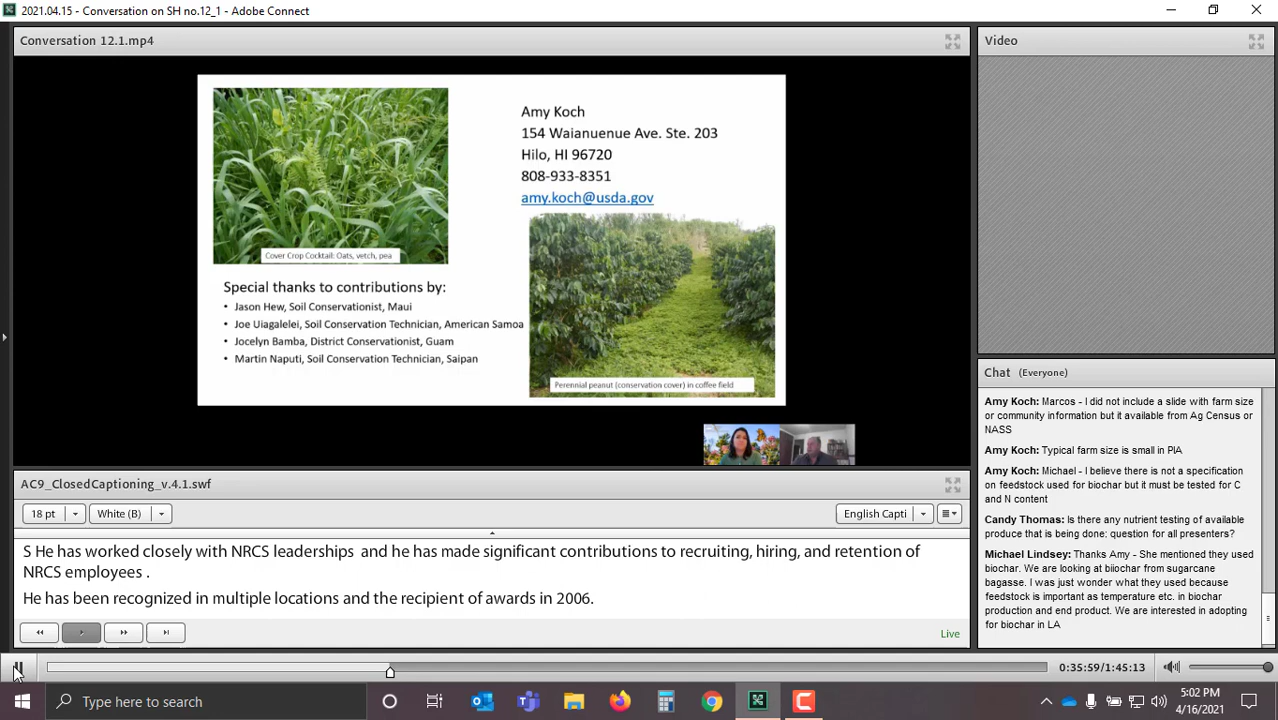 2021.04.15 - Conversation on SH no.12_1 - Adobe Connect
Conversation 12.1.mp4
Video
Amy Koch
154 Waianuenue Ave. Ste. 203
Hilo, HI 96720
808-933-8351
amy.koch@usda.gov
Cover Crop Cocktail: Oats, vetch, pea
Special thanks to contributions by:
• Jason Hew, Soil Conservationist, Maui
• Joe Uiagalelei, Soil Conservation Technician, American Samoa
• Jocelyn Bamba, District Conservationist, Guam
• Martin Naputi, Soil Conservation Technician, Saipan
Perennial peanut (conservation cover) in coffee field
Chat (Everyone)
Amy Koch: Marcos - I did not include a slide with farm size
or community information but it available from Ag Census or
NASS
Amy Koch: Typical farm size is small in PIA
Amy Koch: Michael - I believe there is not a specification
on feedstock used for biochar but it must be tested for C
and N content
Candy Thomas: Is there any nutrient testing of available
produce that is being done: question for all presenters?
Michael Lindsey: Thanks Amy - She mentioned they used
biochar. We are looking at biiochar from sugarcane
bagasse. I was just wonder what they used because
feedstock is important as temperature etc. in biochar
production and end product. We are interested in adopting
for biochar in LA
AC9_ClosedCaptioning_v.4.1.swf
18 pt
White (B)
English Capti
S He has worked closely with NRCS leaderships and he has made significant contributions to recruiting, hiring, and retention of
NRCS employees .
He has been recognized in multiple locations and the recipient of awards in 2006.
Live
0:35:59/1:45:13
Type here to search
5:02 PM
4/16/2021